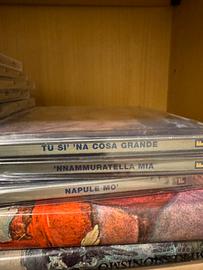 TU SI' 'NA COSA GRANDE
'NNAMMURATELLA MIA
NAPULE MO'